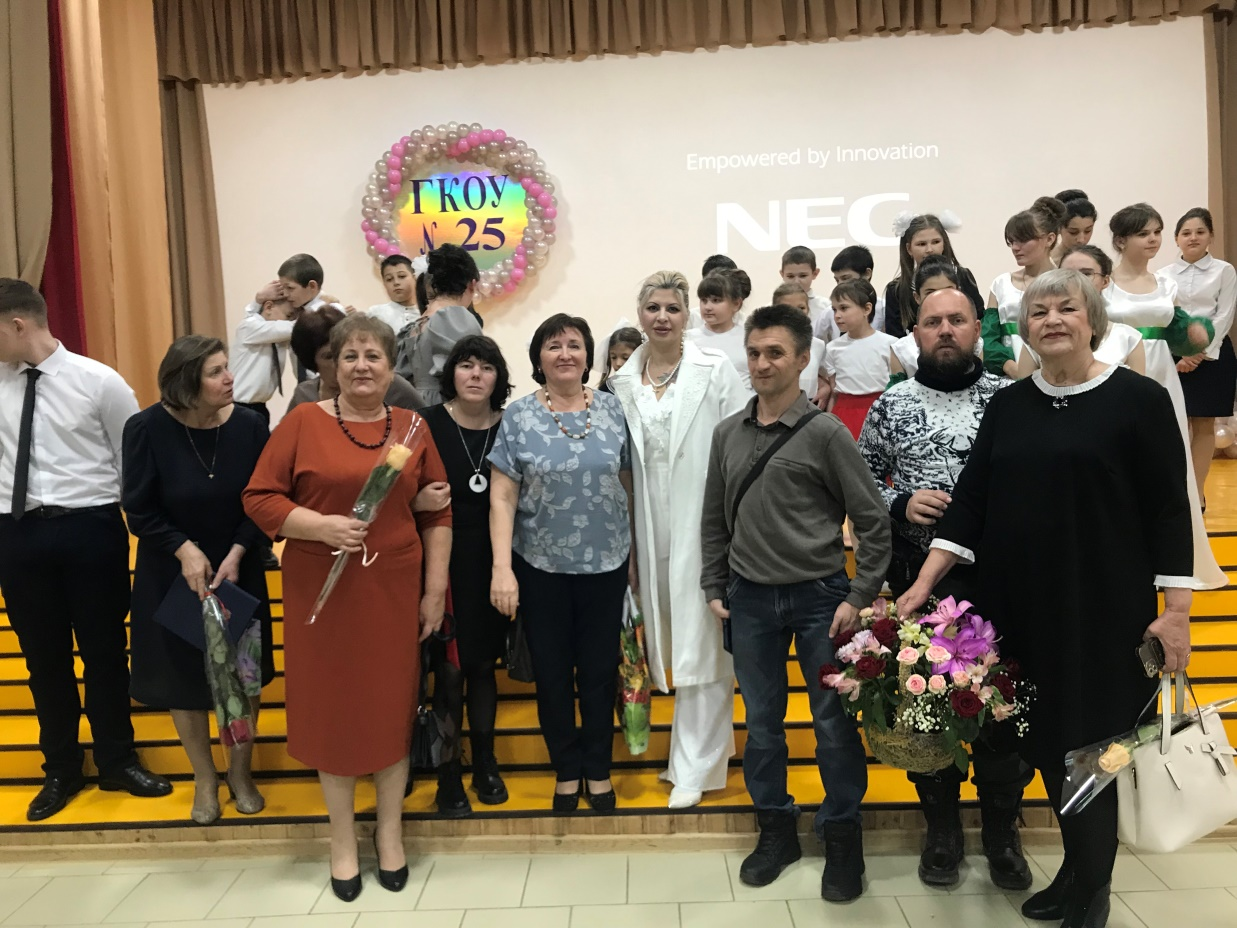 ГКОУ
№ 25
Empowered by Innovation
NEC